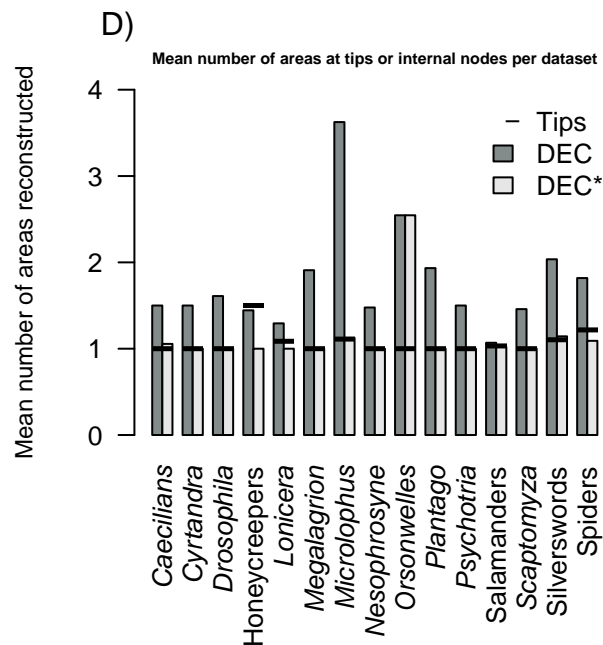 D)
Mean number of areas at tips or internal nodes per dataset
Mean number of areas reconstructed
4
3
2
1
0
Tips
DEC
DEC*
Caecilians
Cyrtandra
Drosophila
Honeycreepers
Lonicera
Megalagrion
Microlophus
Nesophrosyne
Orsonwelles
Plantago
Psychotria
Salamanders
Scaptomyza
Silverswords
Spiders